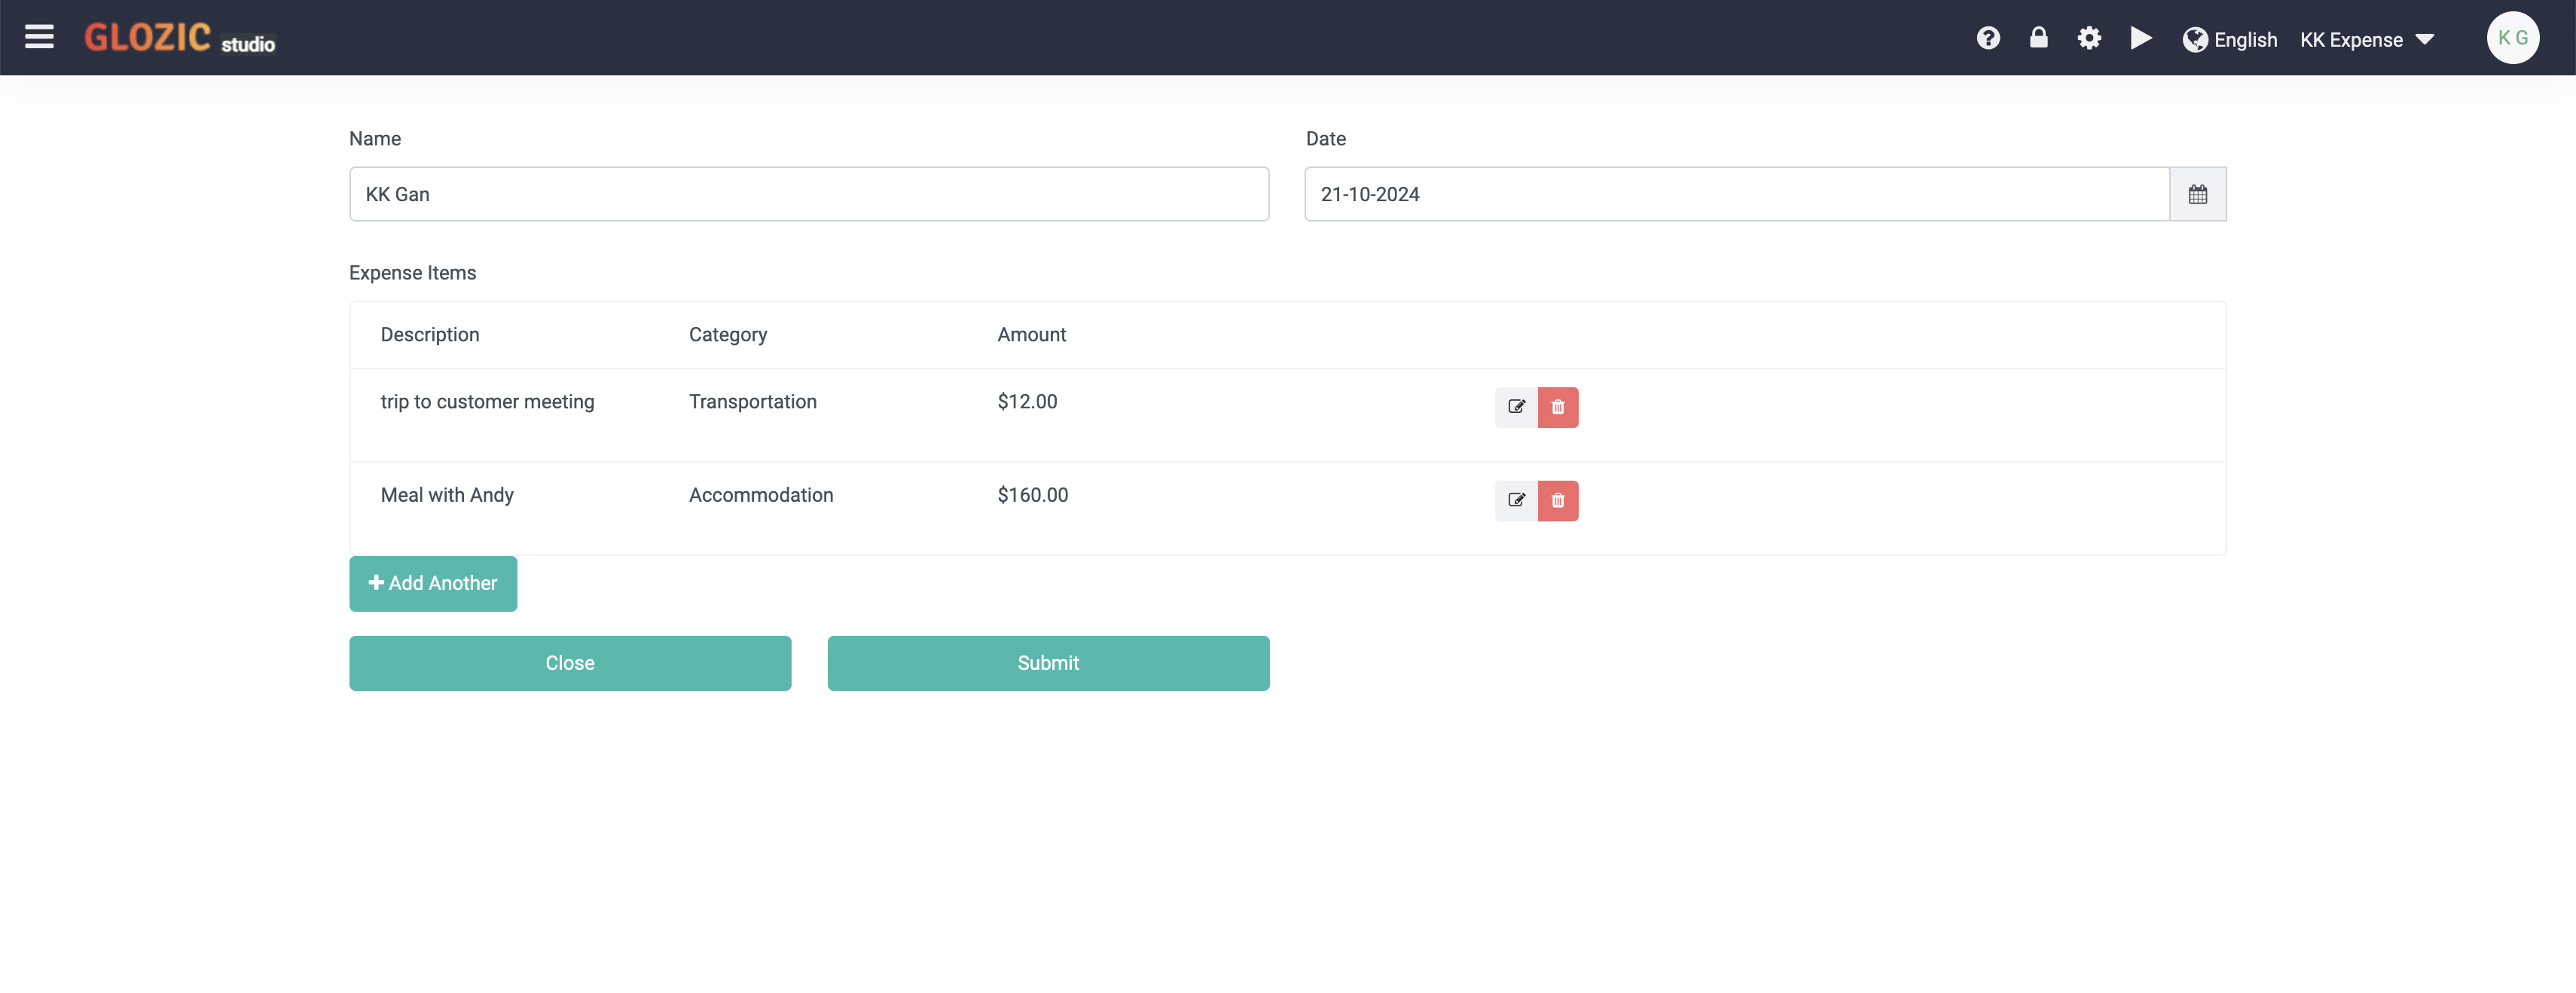 GLOZIC studio
English
KK Expense
K G
Name
Date
KK Gan
21-10-2024
Expense Items
Description Category Amount
trip to customer meeting Transportation $12.00
Meal with Andy Accommodation $160.00
Add Another
Close
Submit